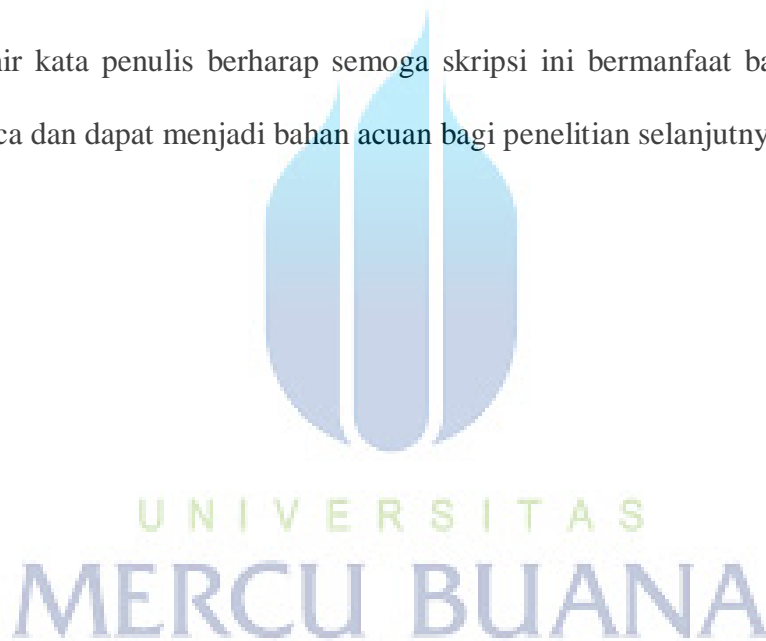 ir kata penulis berharap semoga skripsi ini bermanfaat ba
ca dan dapat menjadi bahan acuan bagi penelitian selanjutny
UNIVERSITAS
MERCU BUANA